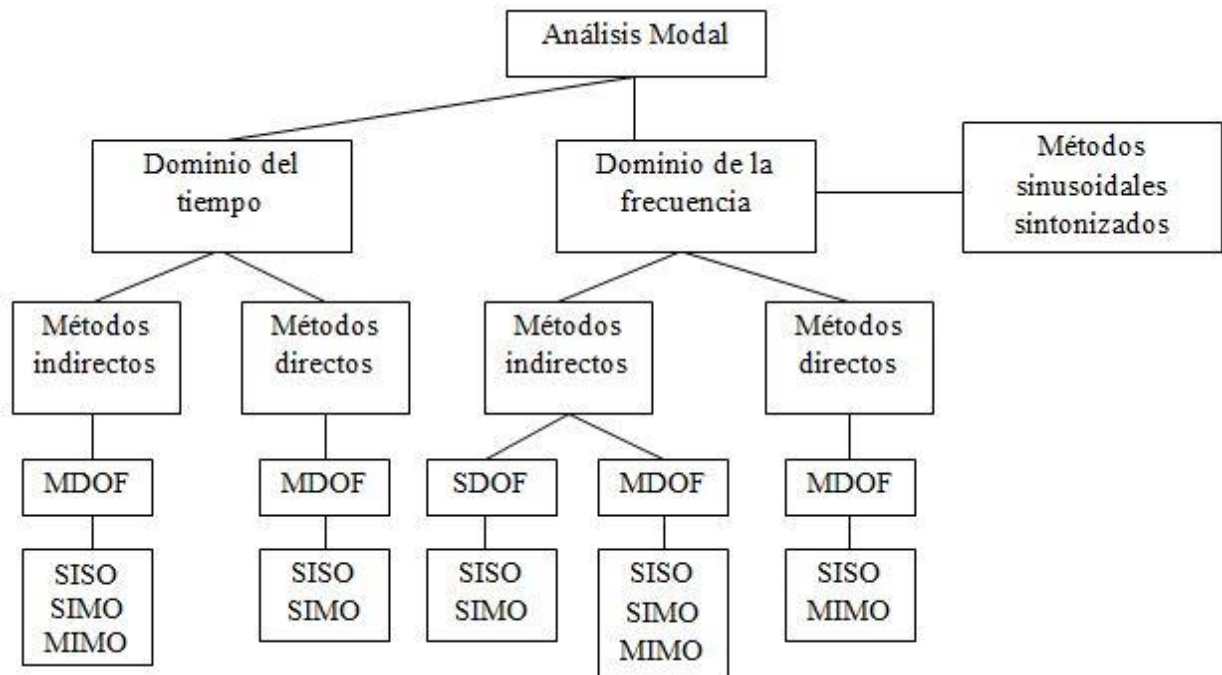 Análisis Modal
Dominio del
tiempo
Dominio de la
frecuencia
Métodos
sinusoidales
sintonizados
Métodos
indirectos
Métodos
directos
Métodos
indirectos
Métodos
directos
MDOF
MDOF
SDOF
MDOF
MDOF
SISO
SIMO
MIMO
SISO
SIMO
SISO
SIMO
SISO
SIMO
MIMO
SISO
MIMO